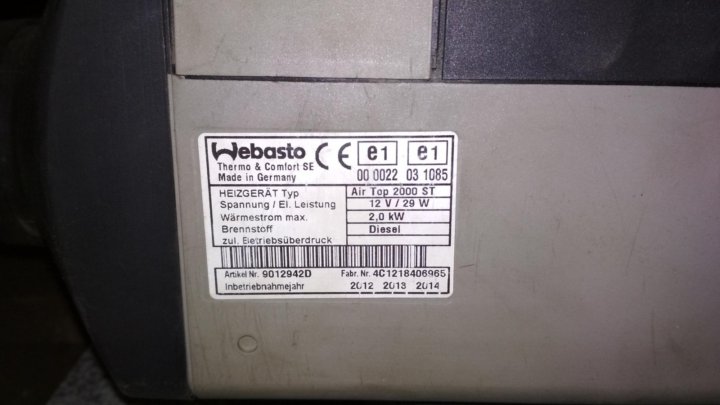 Webasto CE e1 e1
Thermo & Comfort SE
Made in Germany 00 0022 03 1085
HEIZGERÄT Typ Air Top 2000 ST
Spannung / El. Leistung 12 V / 29 W
Wärmestrom max. 2,0 kW
Brennstoff Diesel
zul. Betriebsüberdruck
Artikel Nr. 9012942D Fabr. Nr. 4C1218406965
Inbetriebnahmejahr 2012 2013 2014